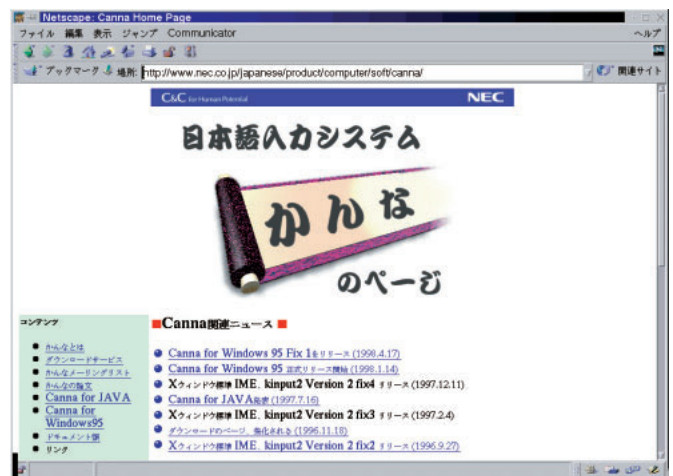 Netscape: Canna Home Page
ファイル 編集 表示 ジャンプ Communicator ヘルプ
ブックマーク 場所: http://www.nec.co.jp/japanese/product/computer/soft/canna/ 関連サイト
C&C for Human Potential NEC
日本語入力システム
かんな
のページ
コンテンツ
かんなとは
ダウンロードサービス
かんなメーリングリスト
かんなの論文
Canna for JAVA
Canna for
Windows95
ドキュメント類
リンク
■Canna関連ニュース■
Canna for Windows 95 Fix 1をリリース (1998.4.17)
Canna for Windows 95 正式リリース開始 (1998.1.14)
Xウィンドウ標準 IME、kinput2 Version 2 fix4 リリース (1997.12.11)
Canna for JAVA発表 (1997.7.16)
Xウィンドウ標準 IME、kinput2 Version 2 fix3 リリース (1997.2.4)
ダウンロードのページ、強化される (1996.11.18)
Xウィンドウ標準 IME、kinput2 Version 2 fix2 リリース (1996.9.27)